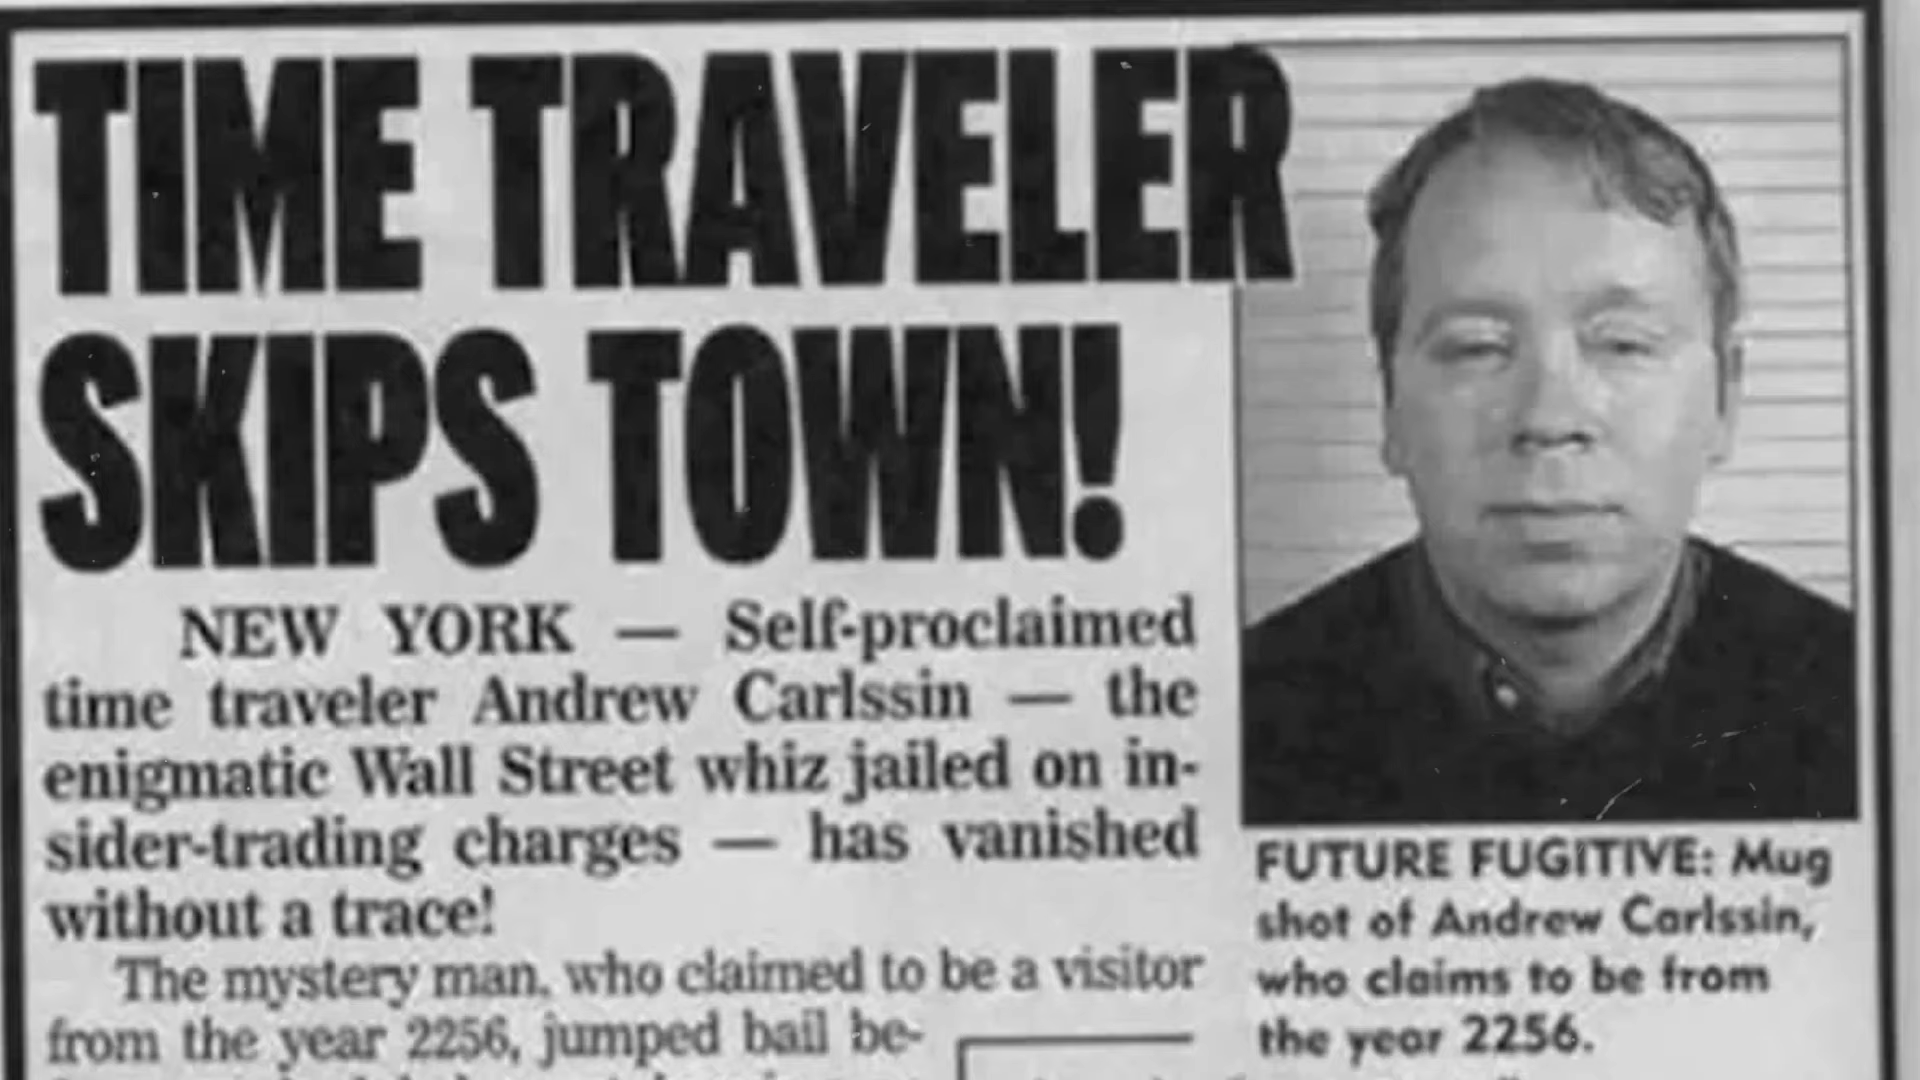 TIME TRAVELER
SKIPS TOWN!
NEW YORK — Self-proclaimed
time traveler Andrew Carlssin — the
enigmatic Wall Street whiz jailed on in-
sider-trading charges — has vanished
without a trace!
The mystery man, who claimed to be a visitor
from the year 2256, jumped bail be-
FUTURE FUGITIVE: Mug
shot of Andrew Carlssin,
who claims to be from
the year 2256.